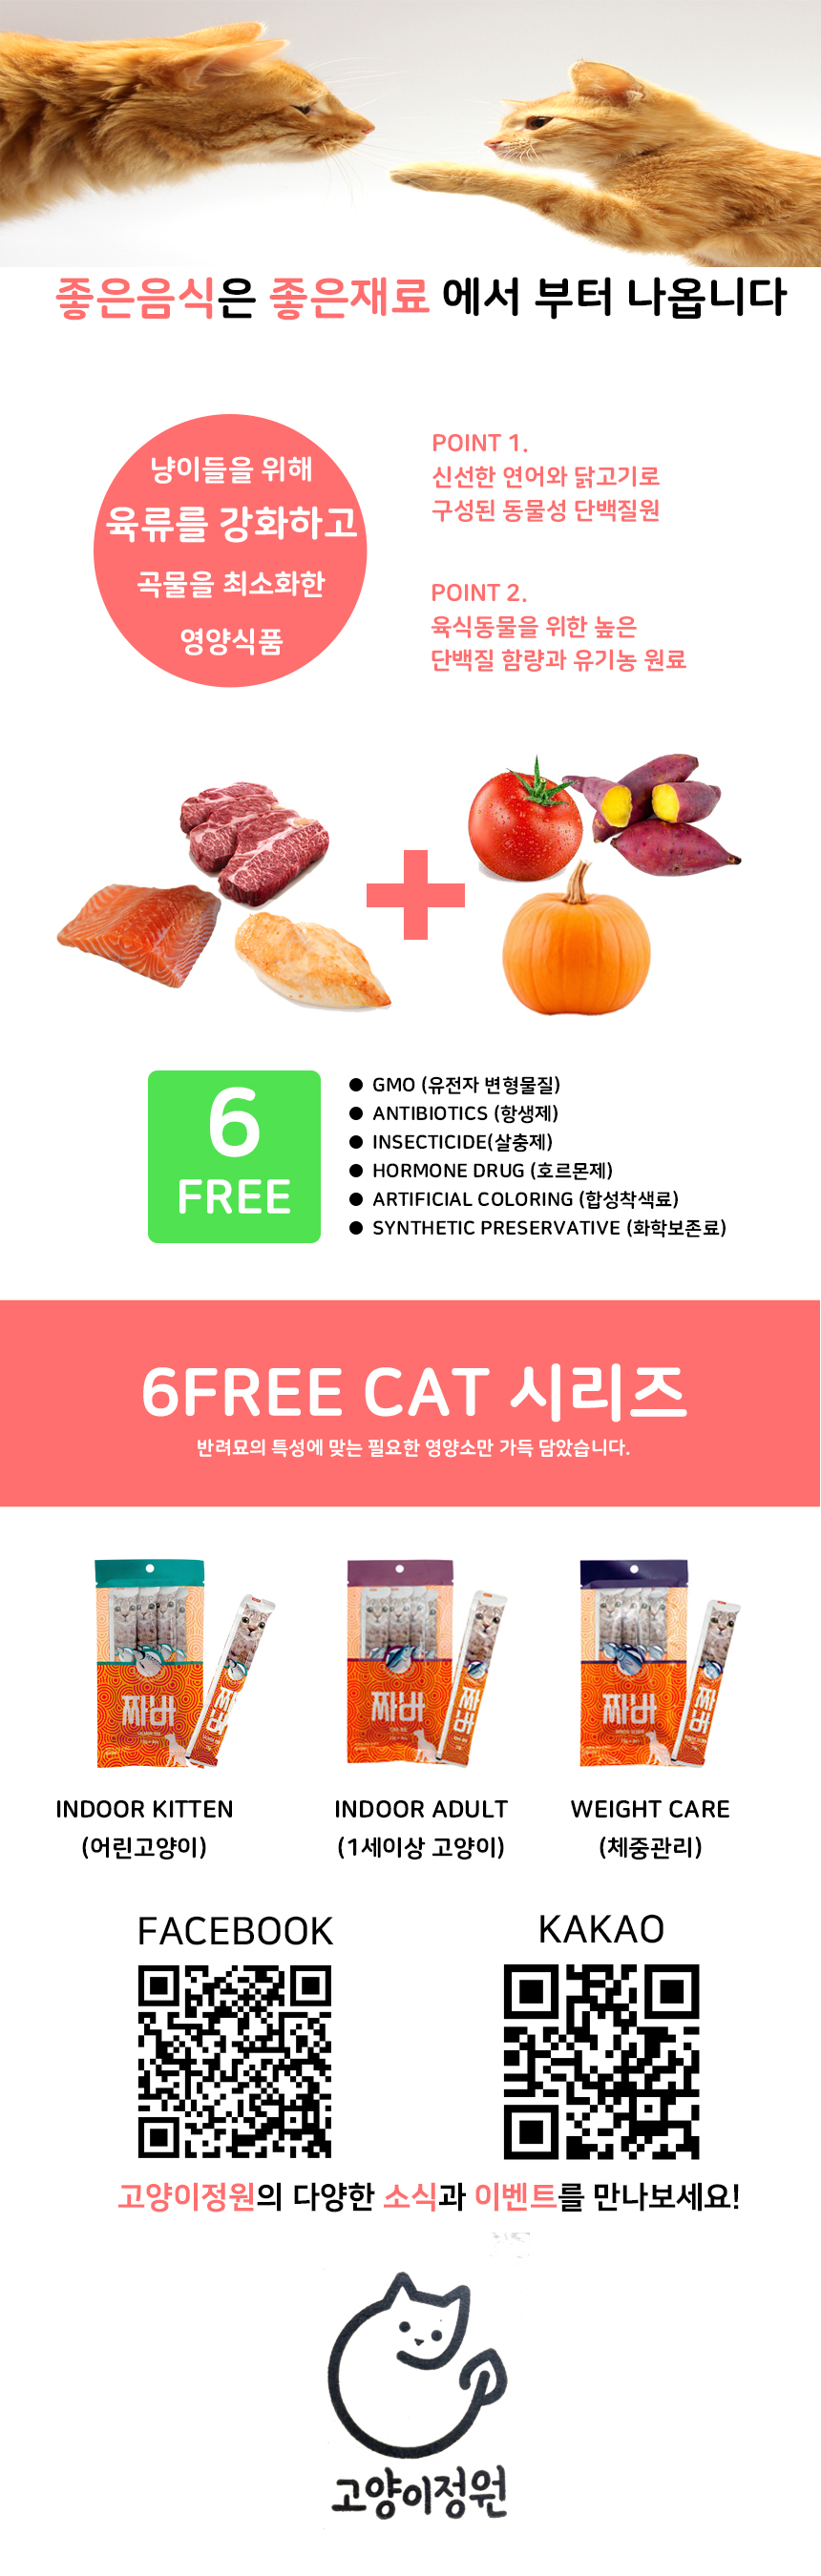 좋은음식은 좋은재료 에서 부터 나옵니다
냥이들을 위해
육류를 강화하고
곡물을 최소화한
영양식품
POINT 1.
신선한 연어와 닭고기로
구성된 동물성 단백질원
POINT 2.
육식동물을 위한 높은
단백질 함량과 유기농 원료
6
FREE
● GMO (유전자 변형물질)
● ANTIBIOTICS (항생제)
● INSECTICIDE(살충제)
● HORMONE DRUG (호르몬제)
● ARTIFICIAL COLORING (합성착색료)
● SYNTHETIC PRESERVATIVE (화학보존료)
6FREE CAT 시리즈
반려묘의 특성에 맞는 필요한 영양소만 가득 담았습니다.
짜버
짜버
짜버
짜버
짜버
짜버
INDOOR KITTEN
(어린고양이)
INDOOR ADULT
(1세이상 고양이)
WEIGHT CARE
(체중관리)
FACEBOOK
KAKAO
고양이정원의 다양한 소식과 이벤트를 만나보세요!
고양이정원